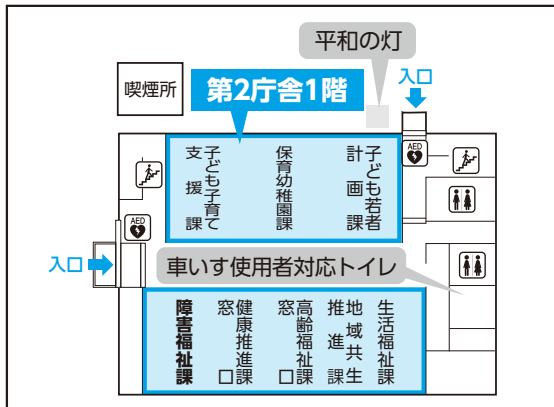 平和の灯
喫煙所
第2庁舎1階
入口
子ども若者
計画課
保育幼稚園課
子ども子育て
支援課
AED
AED
入口
車いす使用者対応トイレ
生活福祉課
地域共生
推進課
高齢福祉課
窓口
健康推進課
窓口
障害福祉課